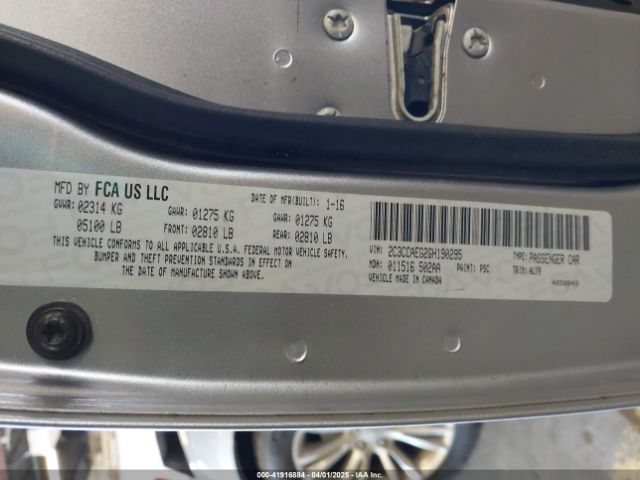 MFD BY FCA US LLC DATE OF MFR(BUILT): 1-16
GVWR: 02314 KG GAWR: 01275 KG GAWR: 01275 KG
05100 LB FRONT: 02810 LB REAR: 02810 LB
THIS VEHICLE CONFORMS TO ALL APPLICABLE U.S.A. FEDERAL MOTOR VEHICLE SAFETY,
BUMPER AND THEFT PREVENTION STANDARDS IN EFFECT ON
THE DATE OF MANUFACTURE SHOWN ABOVE.
VIN: 2C3CCAEG2GH190295 TYPE: PASSENGER CAR
MDH: 011516 502AA PAINT: PSC TRIM: ALX9
VEHICLE MADE IN CANADA
000-41916884 | 04/01/2025 - IAAI.COM